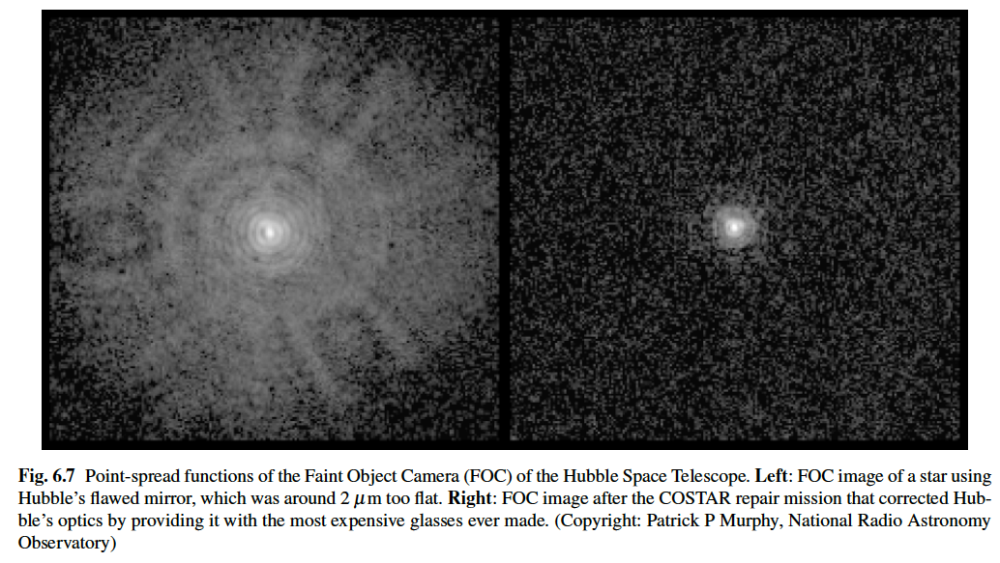 Fig. 6.7 Point-spread functions of the Faint Object Camera (FOC) of the Hubble Space Telescope. Left: FOC image of a star using
Hubble's flawed mirror, which was around 2 μm too flat. Right: FOC image after the COSTAR repair mission that corrected Hub-
ble's optics by providing it with the most expensive glasses ever made. (Copyright: Patrick P Murphy, National Radio Astronomy
Observatory)